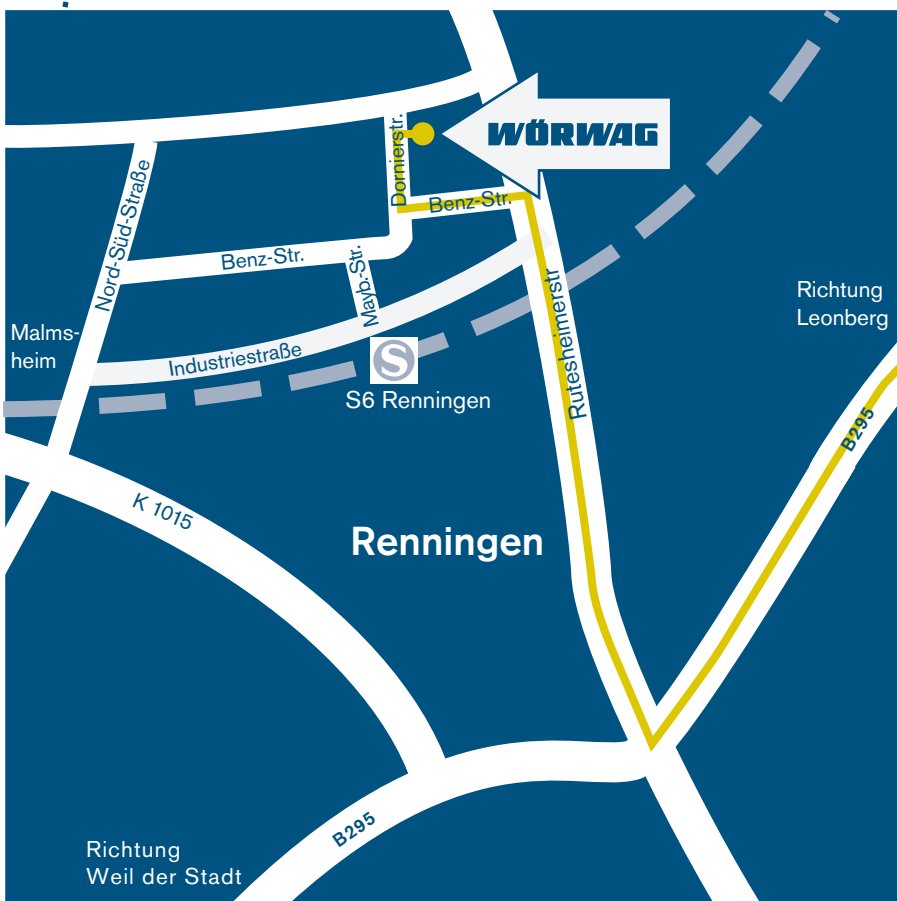 WÖRWAG
Dornierstr.
Benz-Str.
Nord-Süd-Straße
Benz-Str.
Mayb.-Str.
Rutesheimerstr
Richtung
Leonberg
Malms-
heim
Industriestraße
S
S6 Renningen
B295
K 1015
Renningen
B295
Richtung
Weil der Stadt